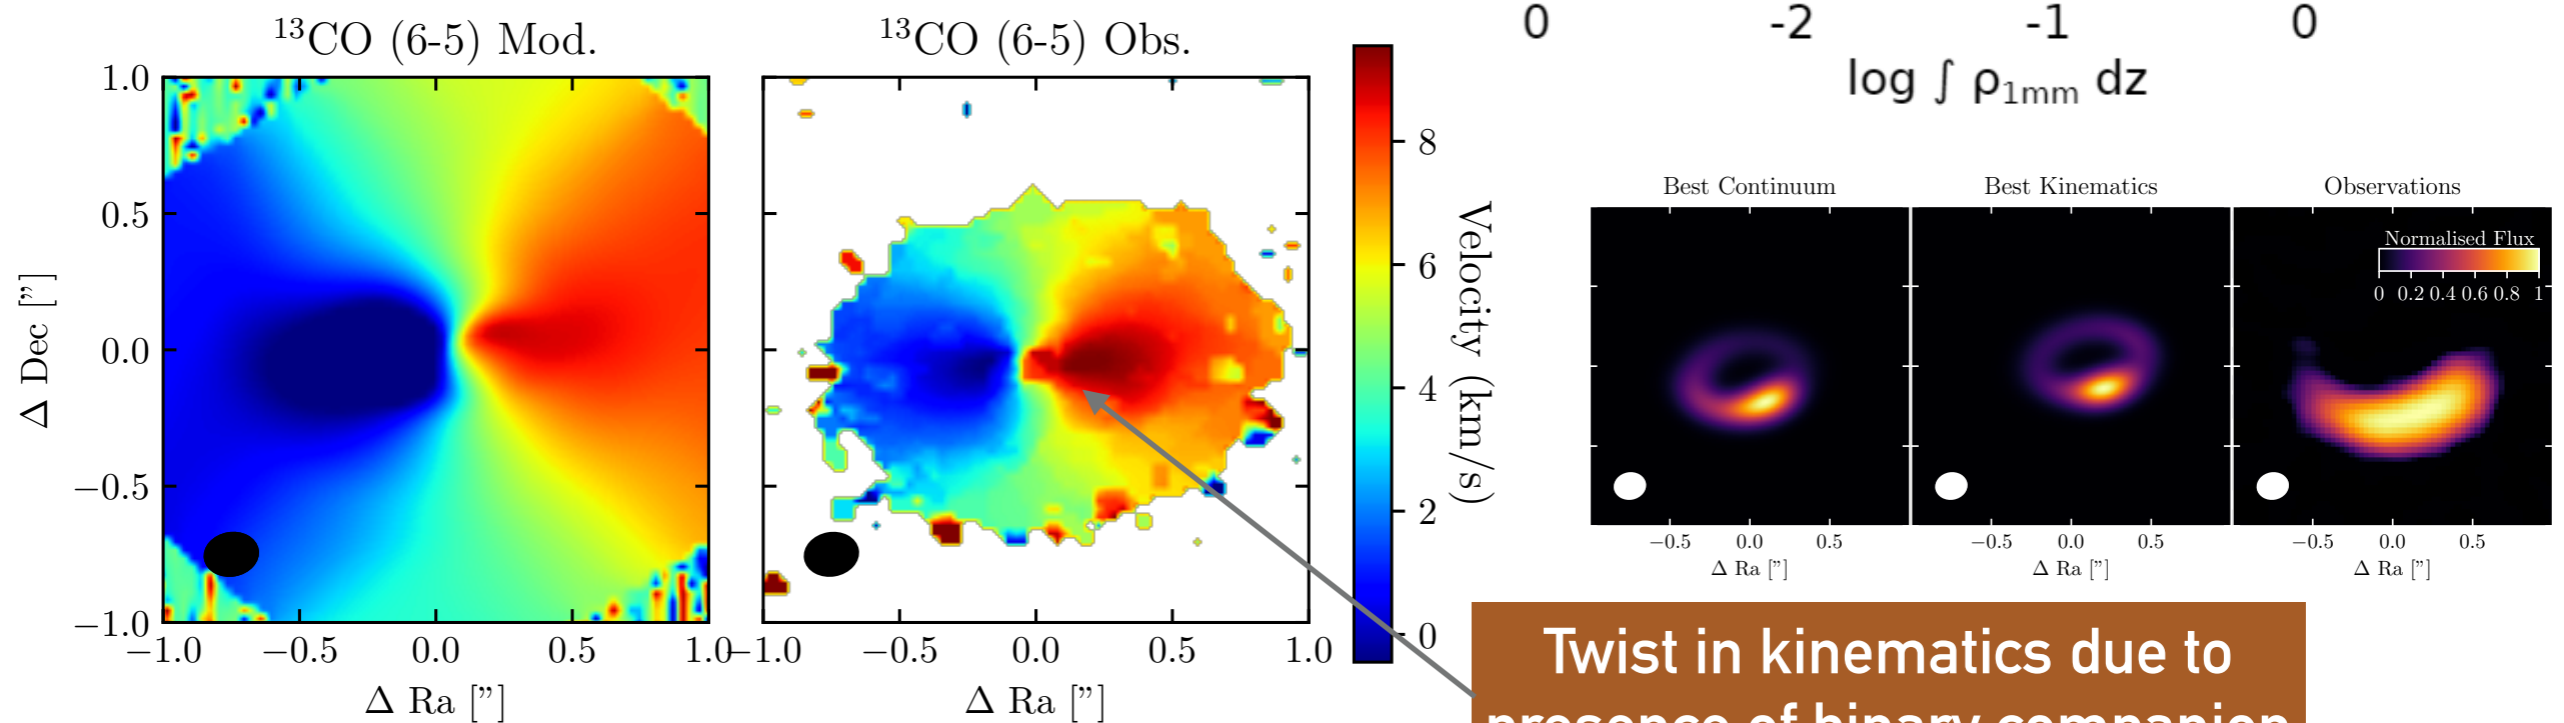 ¹³CO (6-5) Mod.
1.0
0.5
0.0
−0.5
−1.0
Δ Dec ["]
−1.0 −0.5 0.0 0.5 1.0
Δ Ra ["]
¹³CO (6-5) Obs.
−1.0 −0.5 0.0 0.5 1.0
Δ Ra ["]
8
6
4
2
0
Velocity (km/s)
0 -2 -1 0
log ∫ ρ₁ₘₘ dz
Best Continuum
Best Kinematics
Observations
Normalised Flux
0 0.2 0.4 0.6 0.8 1
−0.5 0.0 0.5
Δ Ra ["]
−0.5 0.0 0.5
Δ Ra ["]
−0.5 0.0 0.5
Δ Ra ["]
Twist in kinematics due to
presence of binary companion